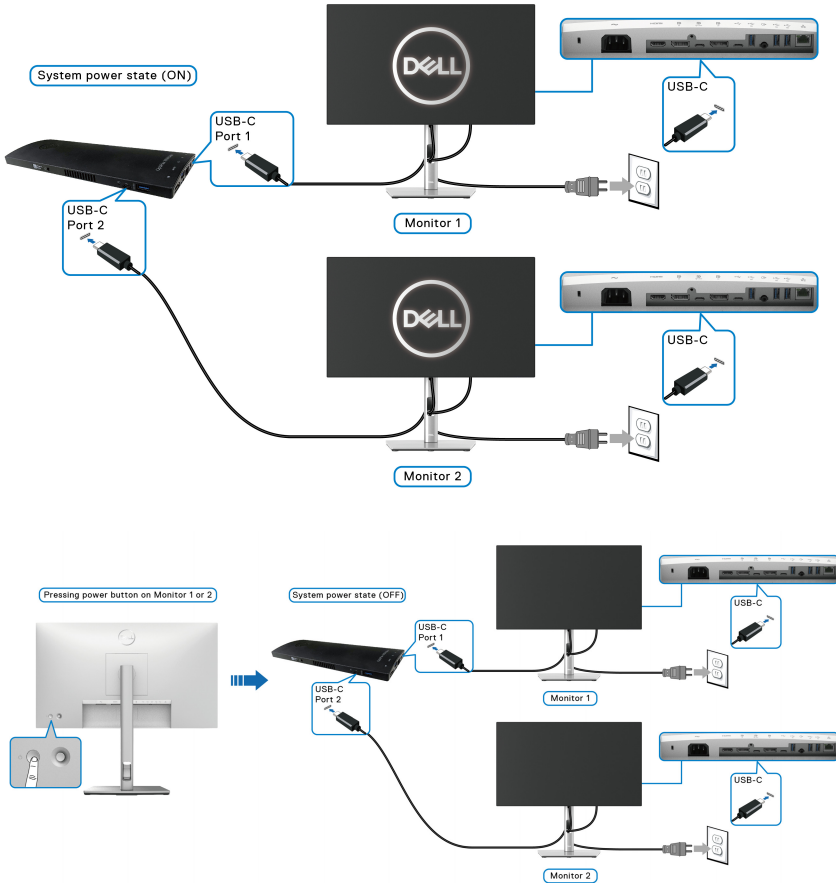 System power state (ON)
USB-C
Port 1
DELL
USB-C
Monitor 1
USB-C
Port 2
DELL
USB-C
Monitor 2
Pressing power button on Monitor 1 or 2
System power state (OFF)
USB-C
Port 1
USB-C
Monitor 1
USB-C
Port 2
USB-C
Monitor 2